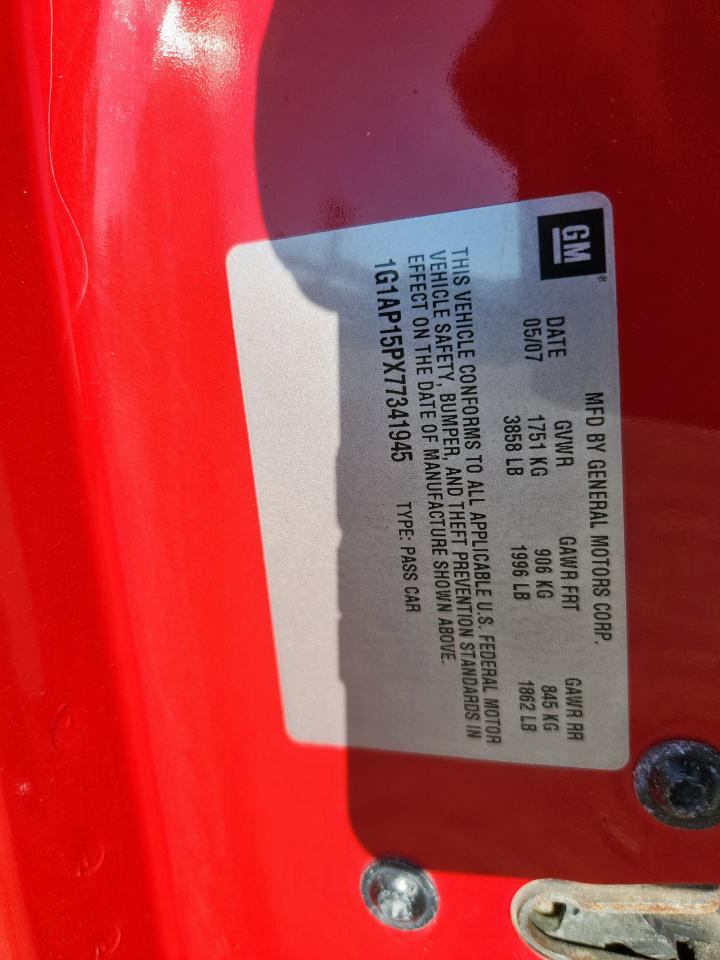 GM®
MFD BY GENERAL MOTORS CORP.
DATE GVWR GAWR FRT GAWR RR
05/07 1751 KG 906 KG 845 KG
3858 LB 1996 LB 1862 LB
THIS VEHICLE CONFORMS TO ALL APPLICABLE U.S. FEDERAL MOTOR
VEHICLE SAFETY, BUMPER, AND THEFT PREVENTION STANDARDS IN
EFFECT ON THE DATE OF MANUFACTURE SHOWN ABOVE.
1G1AP15PX77341945 TYPE: PASS CAR